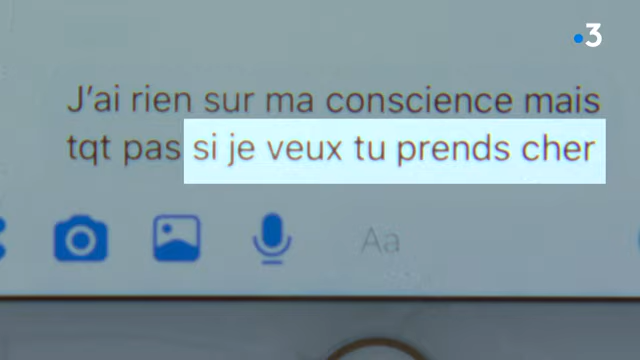 3
J'ai rien sur ma conscience mais
tqt pas si je veux tu prends cher
Aa